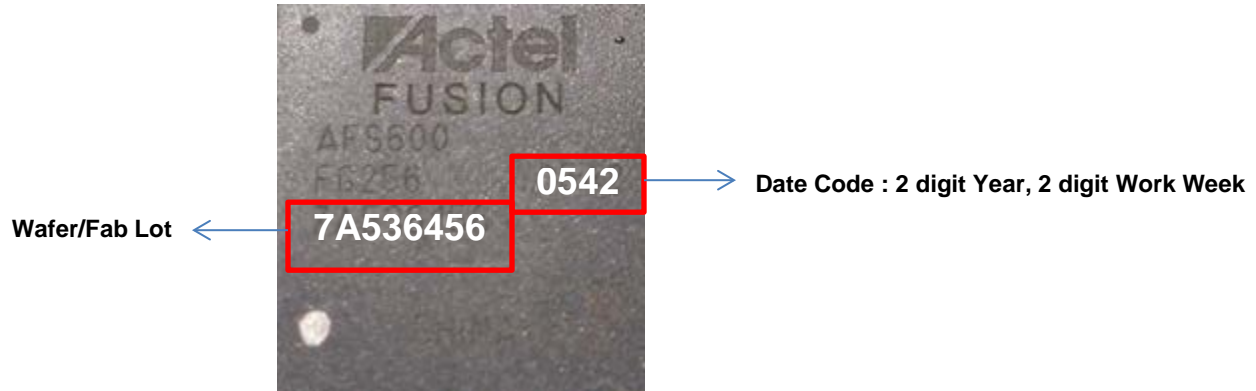 Actel
FUSION
AFS600
FG256
0542
Date Code : 2 digit Year, 2 digit Work Week
Wafer/Fab Lot
7A536456